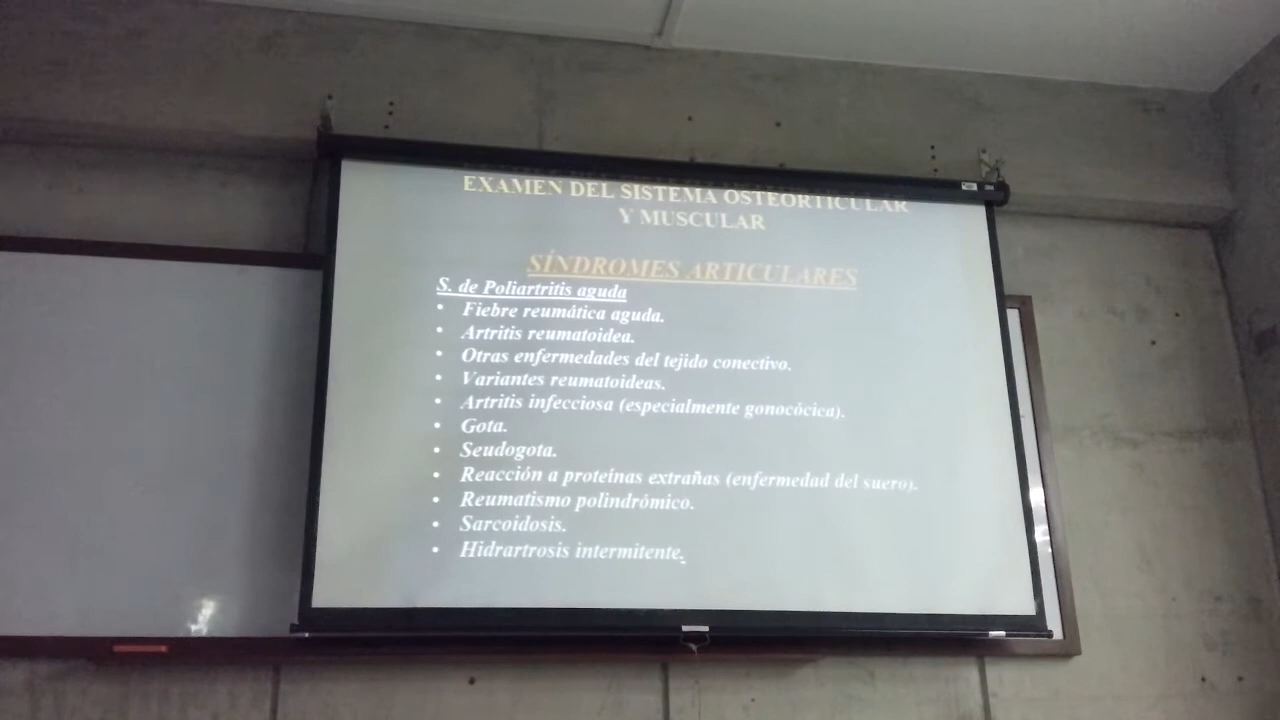 EXAMEN DEL SISTEMA OSTEORTICULAR
Y MUSCULAR
SÍNDROMES ARTICULARES
S. de Poliartritis aguda
• Fiebre reumática aguda.
• Artritis reumatoidea.
• Otras enfermedades del tejido conectivo.
• Variantes reumatoideas.
• Artritis infecciosa (especialmente gonocócica).
• Gota.
• Seudogota.
• Reacción a proteínas extrañas (enfermedad del suero).
• Reumatismo polindrómico.
• Sarcoidosis.
• Hidrartrosis intermitente.